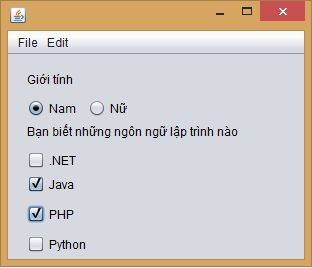 File Edit
Giới tính
Nam Nữ
Bạn biết những ngôn ngữ lập trình nào
.NET
Java
PHP
Python